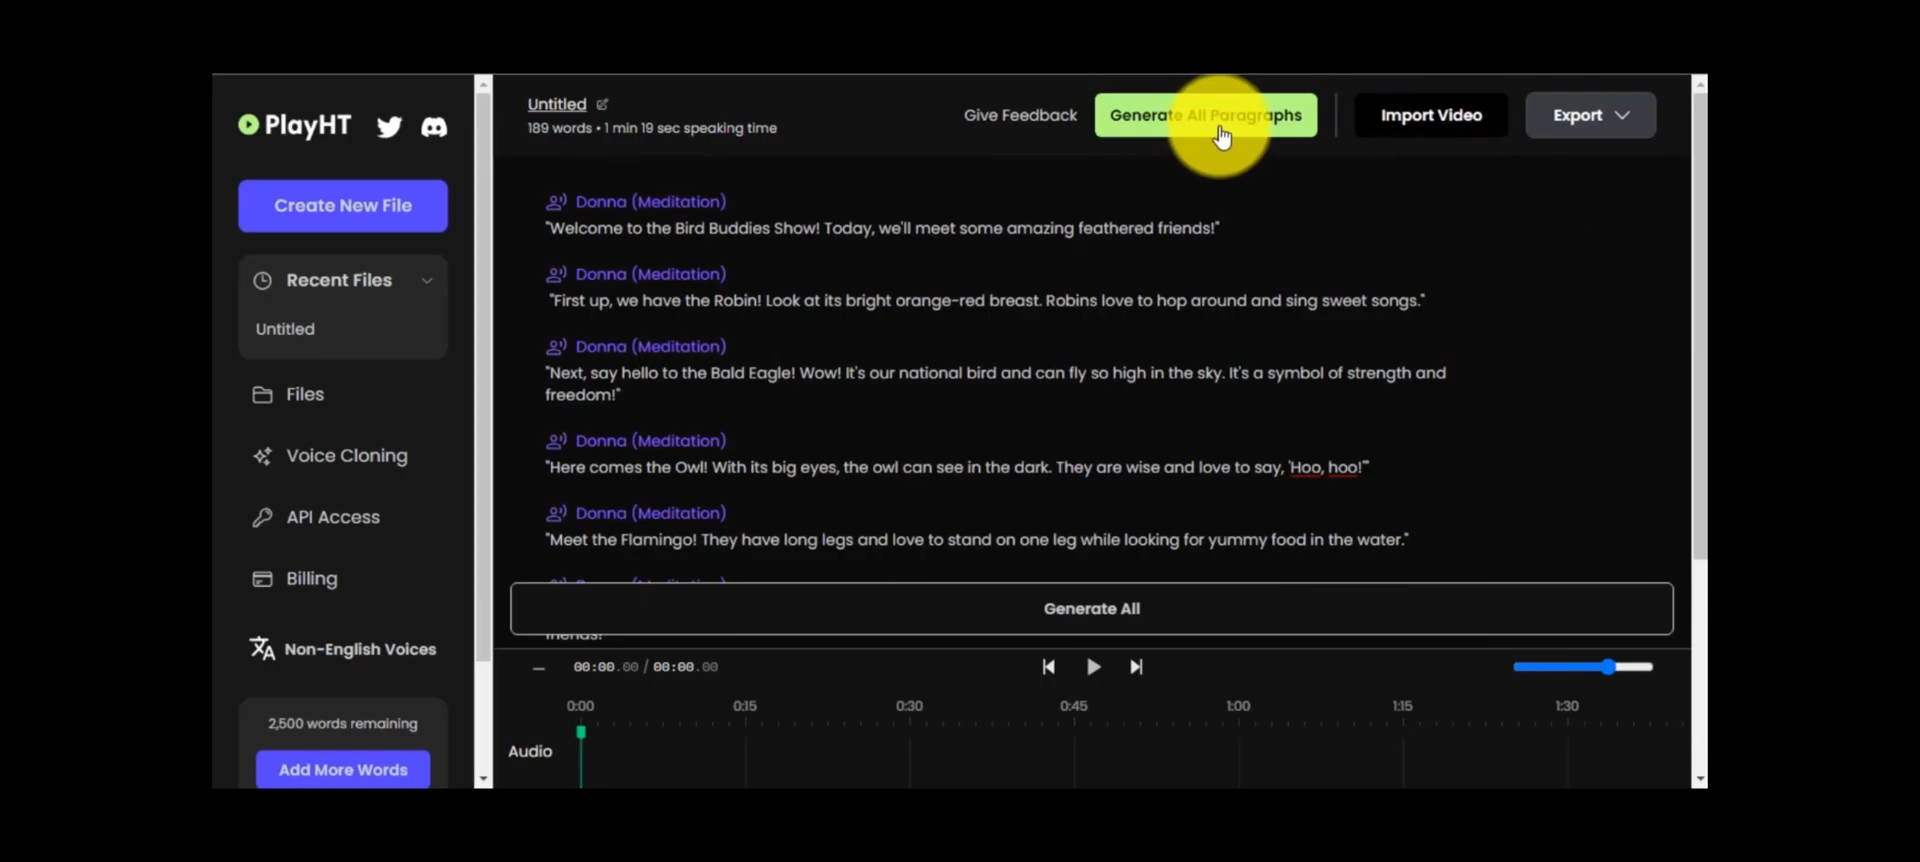 PlayHT
Create New File
Recent Files
Untitled
Files
Voice Cloning
API Access
Billing
Non-English Voices
2,500 words remaining
Add More Words
Untitled
189 words • 1 min 19 sec speaking time
Give Feedback
Generate All Paragraphs
Import Video
Export
Donna (Meditation)
"Welcome to the Bird Buddies Show! Today, we'll meet some amazing feathered friends!"
Donna (Meditation)
"First up, we have the Robin! Look at its bright orange-red breast. Robins love to hop around and sing sweet songs."
Donna (Meditation)
"Next, say hello to the Bald Eagle! Wow! It's our national bird and can fly so high in the sky. It's a symbol of strength and
freedom!"
Donna (Meditation)
"Here comes the Owl! With its big eyes, the owl can see in the dark. They are wise and love to say, 'Hoo, hoo!'"
Donna (Meditation)
"Meet the Flamingo! They have long legs and love to stand on one leg while looking for yummy food in the water."
Generate All
00:00.00 / 00:00.00
0:00 0:15 0:30 0:45 1:00 1:15 1:30
Audio